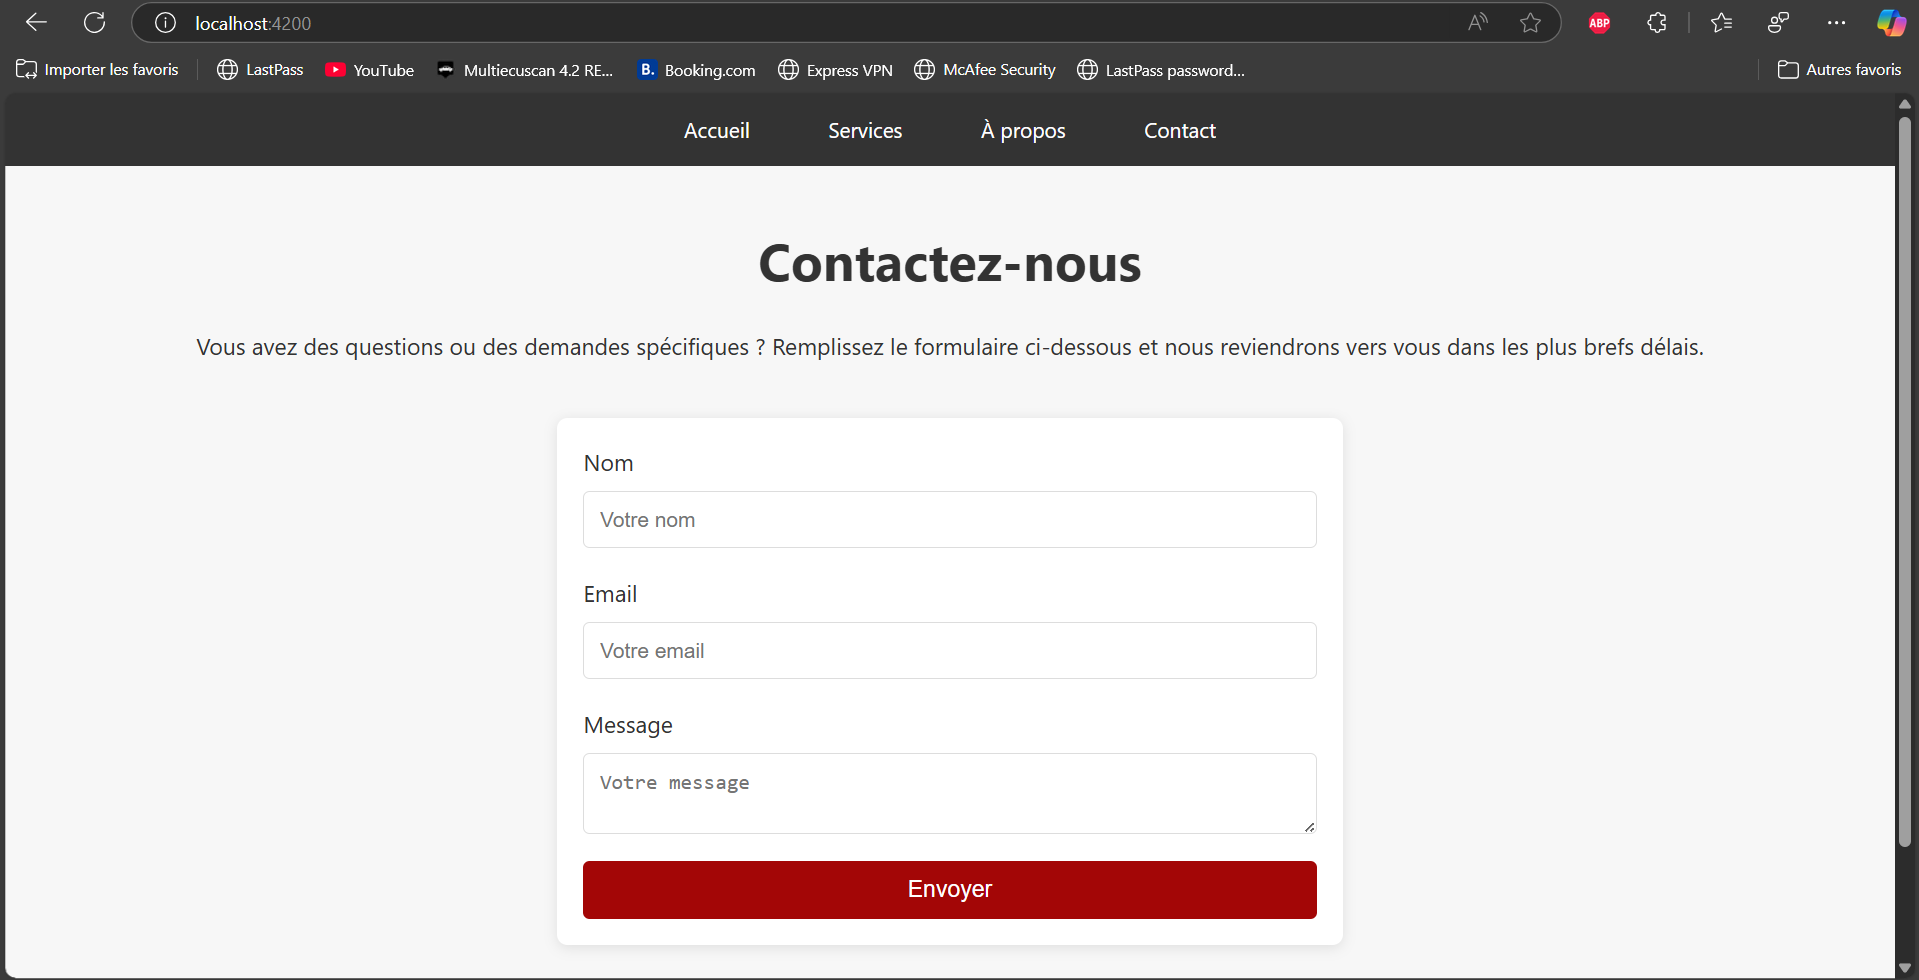 localhost:4200
ABP
Importer les favoris LastPass YouTube Multiecuscan 4.2 RE... B. Booking.com Express VPN McAfee Security LastPass password... Autres favoris
Accueil Services À propos Contact
Contactez-nous
Vous avez des questions ou des demandes spécifiques ? Remplissez le formulaire ci-dessous et nous reviendrons vers vous dans les plus brefs délais.
Nom
Votre nom
Email
Votre email
Message
Votre message
Envoyer